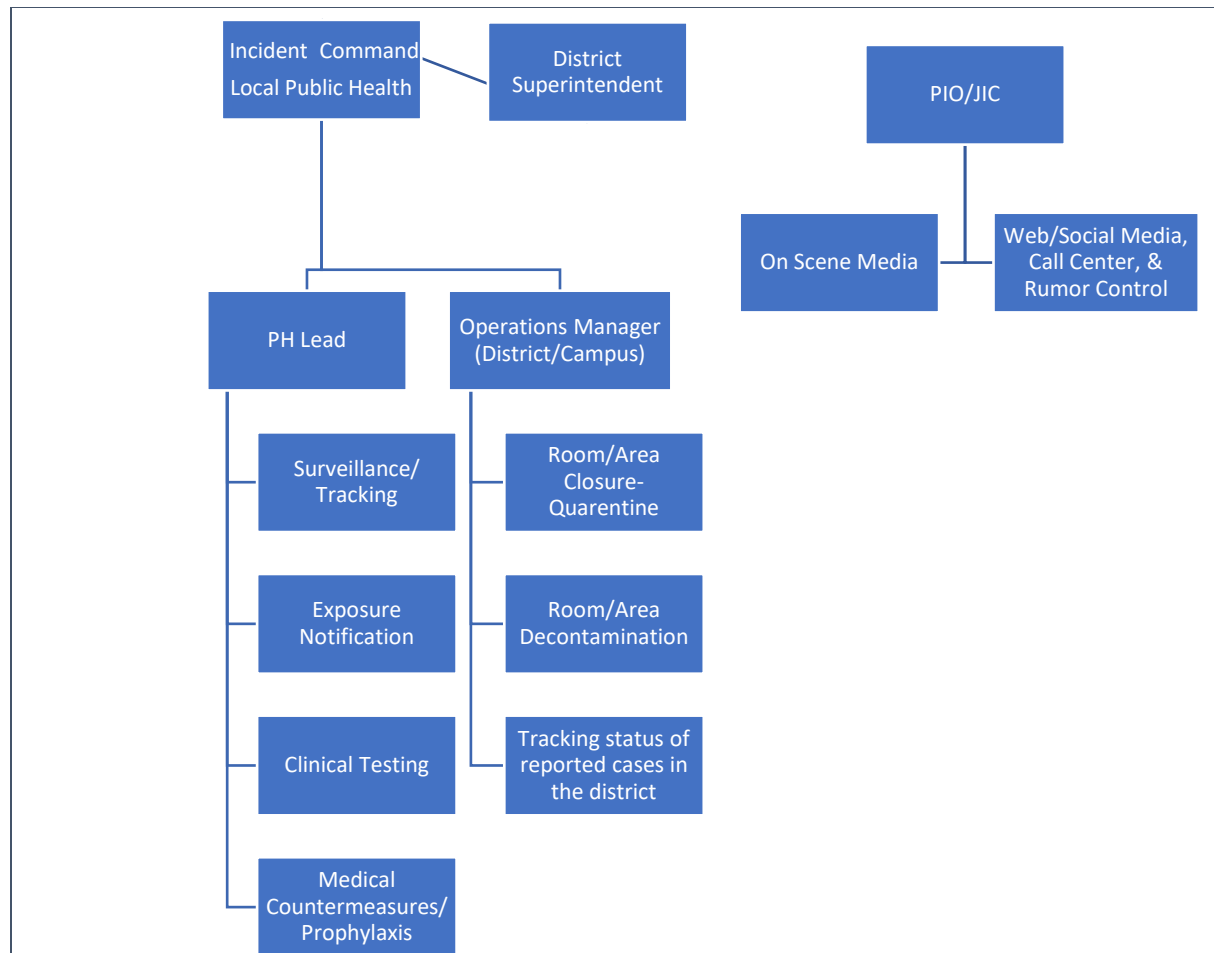 Incident Command
Local Public Health
District
Superintendent
PIO/JIC
On Scene Media
Web/Social Media,
Call Center, &
Rumor Control
PH Lead
Operations Manager
(District/Campus)
Surveillance/
Tracking
Room/Area
Closure-
Quarentine
Exposure
Notification
Room/Area
Decontamination
Clinical Testing
Tracking status of
reported cases in
the district
Medical
Countermeasures/
Prophylaxis